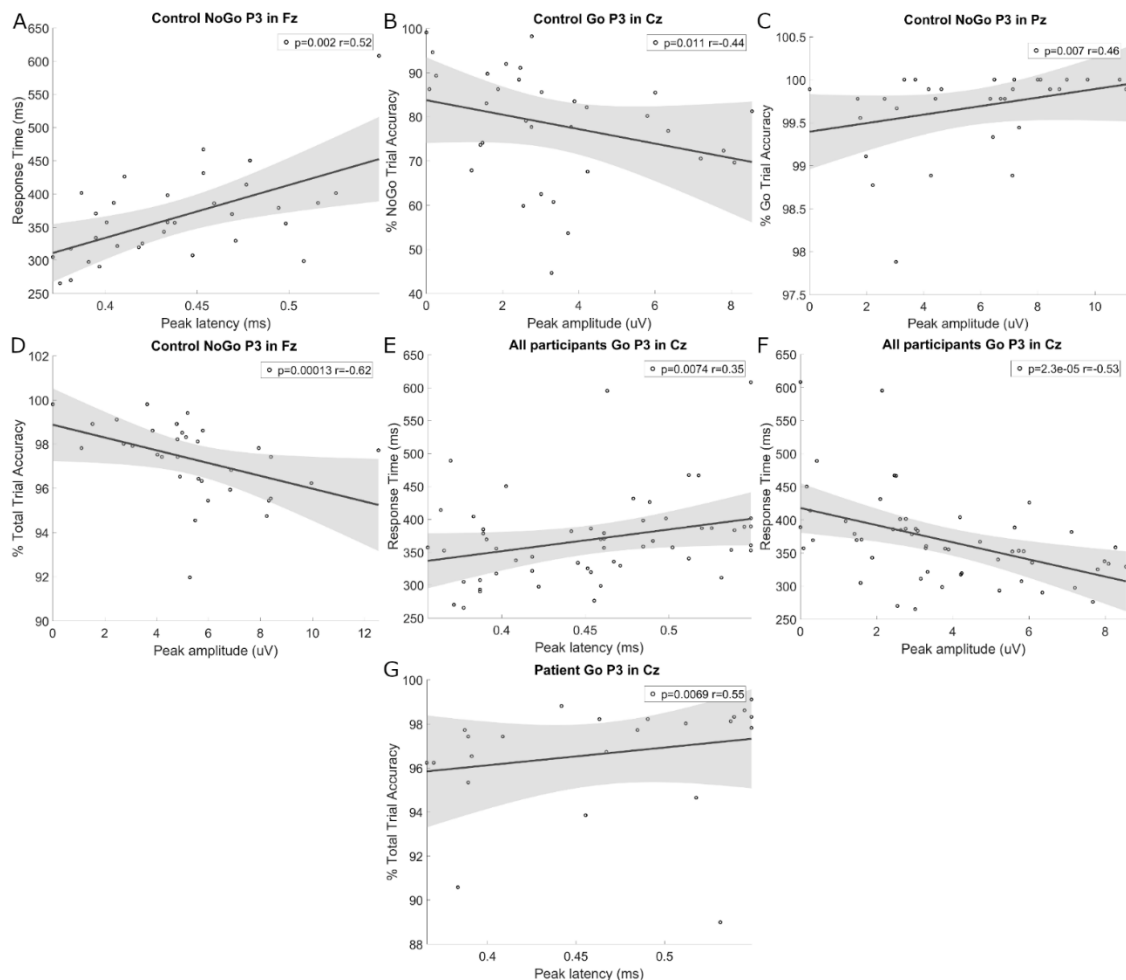 A
Control NoGo P3 in Fz
p=0.002 r=0.52
650
600
550
500
450
400
350
300
250
Response Time (ms)
0.4
0.45
0.5
Peak latency (ms)
B
Control Go P3 in Cz
p=0.011 r=-0.44
100
90
80
70
60
50
40
% NoGo Trial Accuracy
0
2
4
6
8
Peak amplitude (uV)
C
Control NoGo P3 in Pz
p=0.007 r=0.46
100.5
100
99.5
99
98.5
98
97.5
% Go Trial Accuracy
0
2
4
6
8
10
Peak amplitude (uV)
D
Control NoGo P3 in Fz
p=0.00013 r=-0.62
102
100
98
96
94
92
90
% Total Trial Accuracy
0
2
4
6
8
10
12
Peak amplitude (uV)
E
All participants Go P3 in Cz
p=0.0074 r=0.35
650
600
550
500
450
400
350
300
250
Response Time (ms)
0.4
0.45
0.5
Peak latency (ms)
F
All participants Go P3 in Cz
p=2.3e-05 r=-0.53
650
600
550
500
450
400
350
300
250
Response Time (ms)
0
2
4
6
8
Peak amplitude (uV)
G
Patient Go P3 in Cz
p=0.0069 r=0.55
100
98
96
94
92
90
88
% Total Trial Accuracy
0.4
0.45
0.5
Peak latency (ms)